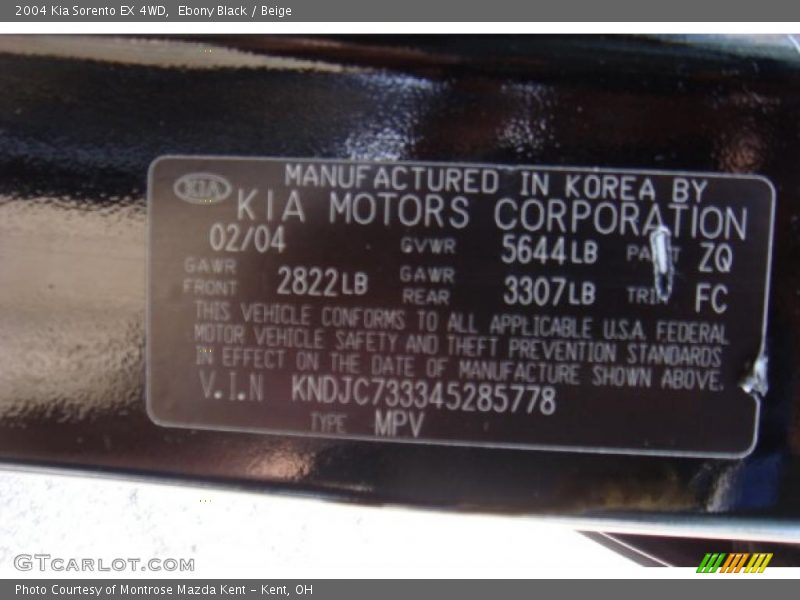 2004 Kia Sorento EX 4WD, Ebony Black / Beige
KIA MANUFACTURED IN KOREA BY
KIA MOTORS CORPORATION
02/04 GVWR 5644LB PAINT ZQ
GAWR FRONT 2822LB GAWR REAR 3307LB TRIM FC
THIS VEHICLE CONFORMS TO ALL APPLICABLE U.S.A. FEDERAL
MOTOR VEHICLE SAFETY AND THEFT PREVENTION STANDARDS
IN EFFECT ON THE DATE OF MANUFACTURE SHOWN ABOVE.
V.I.N KNDJC733345285778
TYPE MPV
GTCARLOT.COM
Photo Courtesy of Montrose Mazda Kent - Kent, OH